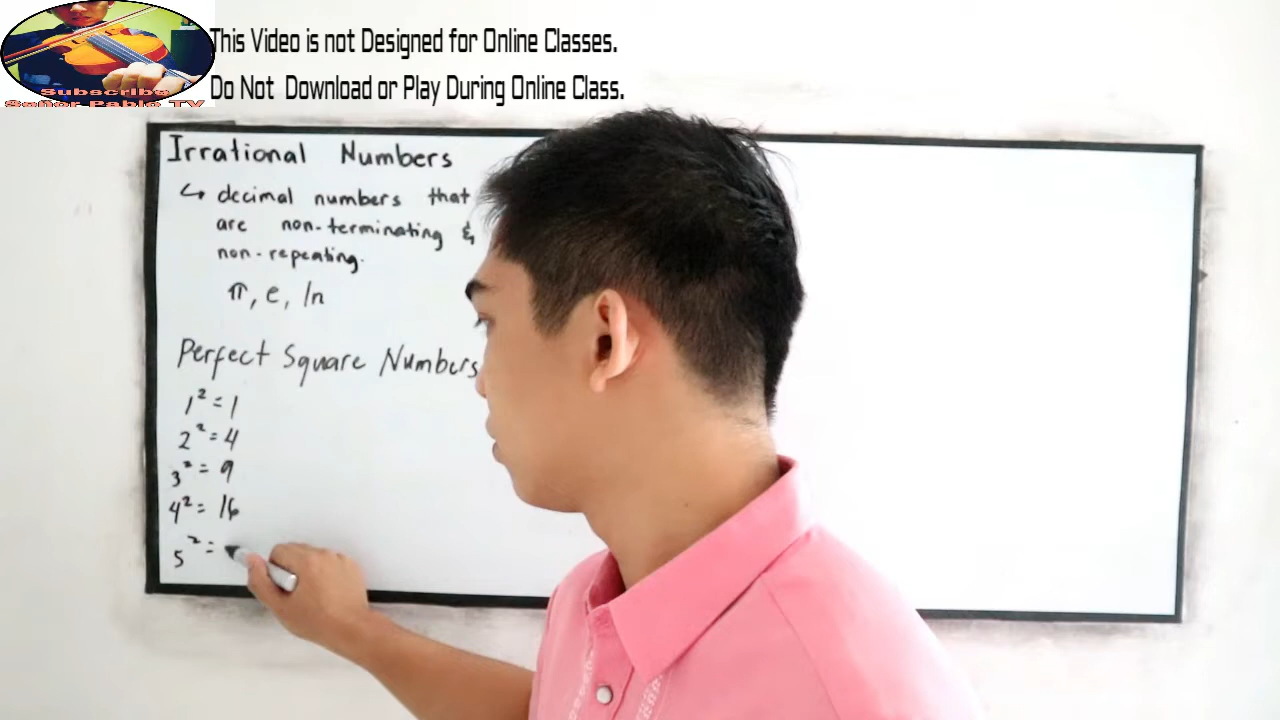 This Video is not Designed for Online Classes.
Do Not Download or Play During Online Class.
Subscribe
Señor Pablo TV
Irrational Numbers
↳ decimal numbers that
are non-terminating &
non-repeating.
π, e, ln
Perfect Square Numbers
1² = 1
2² = 4
3² = 9
4² = 16
5² =